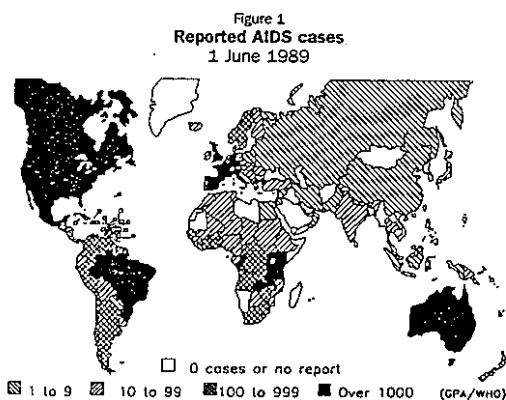 Figure 1
Reported AIDS cases
1 June 1989
0 cases or no report
1 to 9 10 to 99 100 to 999 Over 1000 (GPA/WHO)